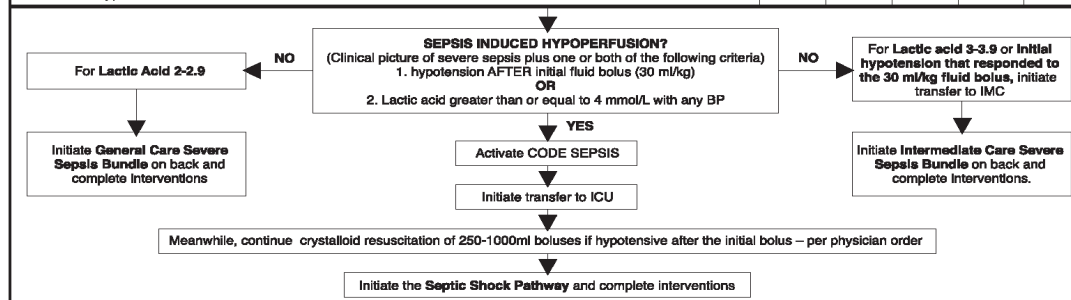 SEPSIS INDUCED HYPOPERFUSION?
(Clinical picture of severe sepsis plus one or both of the following criteria)
1. hypotension AFTER initial fluid bolus (30 ml/kg)
OR
2. Lactic acid greater than or equal to 4 mmol/L with any BP
NO
For Lactic Acid 2-2.9
Initiate General Care Severe
Sepsis Bundle on back and
complete interventions
NO
For Lactic acid 3-3.9 or initial
hypotension that responded to
the 30 ml/kg fluid bolus, initiate
transfer to IMC
Initiate Intermediate Care Severe
Sepsis Bundle on back and
complete interventions.
YES
Activate CODE SEPSIS
Initiate transfer to ICU
Meanwhile, continue crystalloid resuscitation of 250-1000ml boluses if hypotensive after the initial bolus – per physician order
Initiate the Septic Shock Pathway and complete interventions